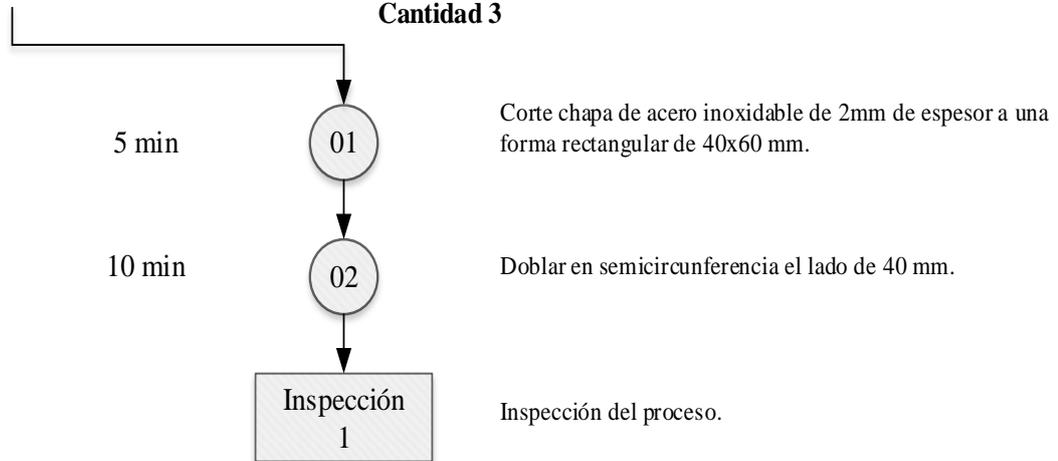 Cantidad 3
5 min
01
Corte chapa de acero inoxidable de 2mm de espesor a una
forma rectangular de 40x60 mm.
10 min
02
Doblar en semicircunferencia el lado de 40 mm.
Inspección
1
Inspección del proceso.